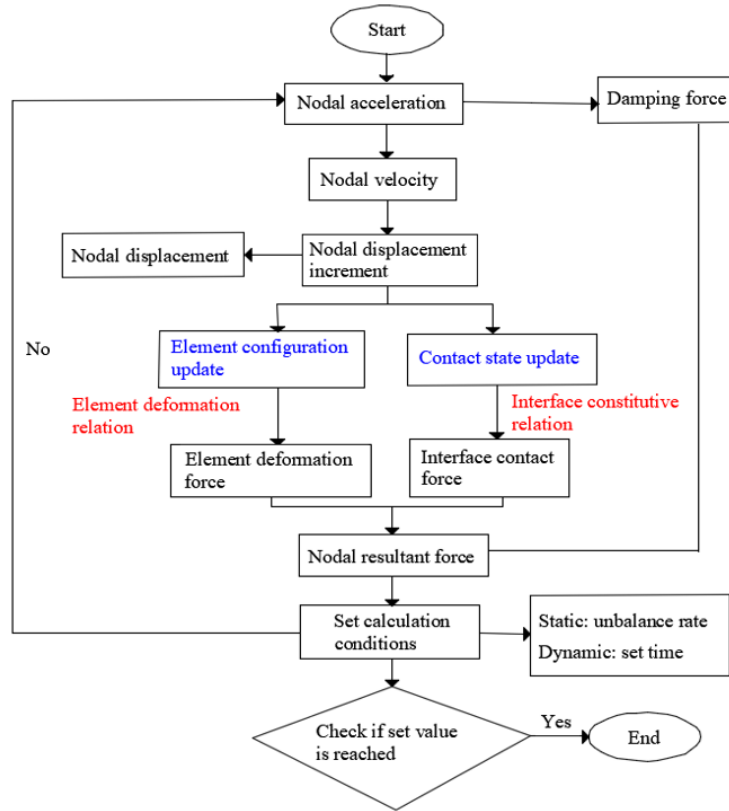 Start
Nodal acceleration
Damping force
Nodal velocity
Nodal displacement
Nodal displacement
increment
No
Element configuration
update
Contact state update
Element deformation
relation
Interface constitutive
relation
Element deformation
force
Interface contact
force
Nodal resultant force
Set calculation
conditions
Static: unbalance rate
Dynamic: set time
Check if set value
is reached
Yes
End